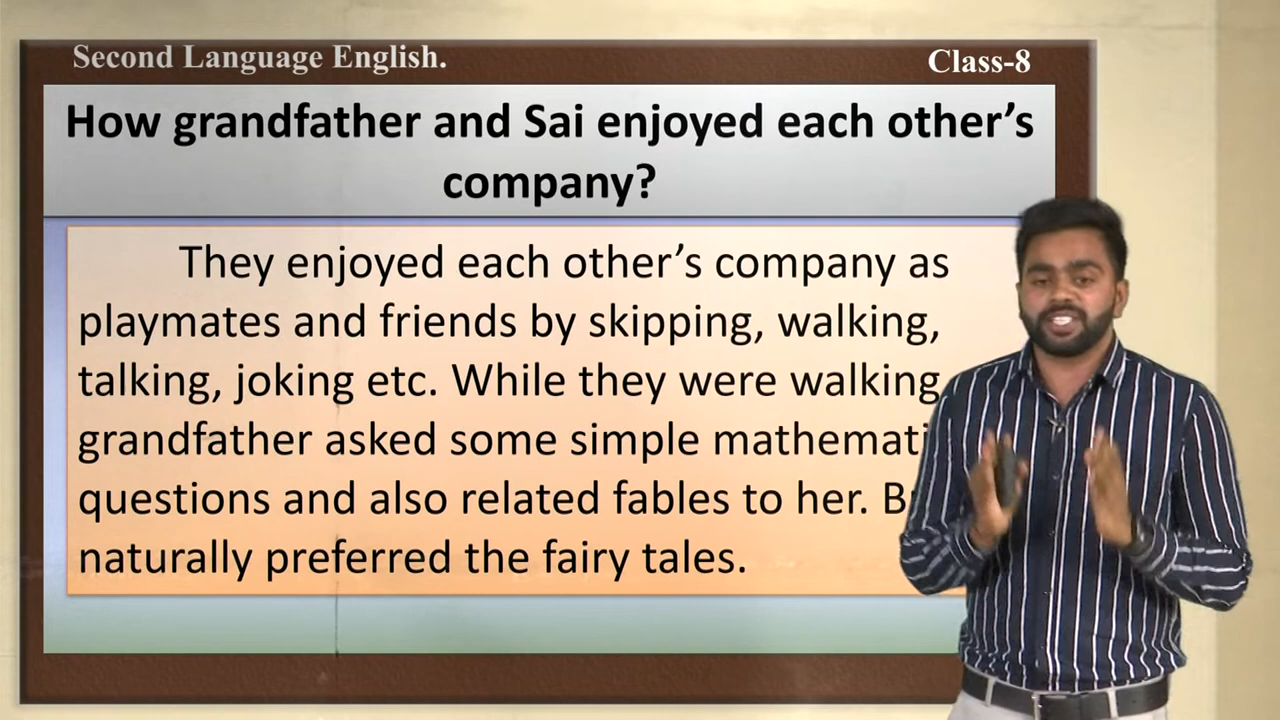 Second Language English.
Class-8
How grandfather and Sai enjoyed each other's
company?
They enjoyed each other's company as
playmates and friends by skipping, walking,
talking, joking etc. While they were walking
grandfather asked some simple
questions and also related fables to her.
naturally preferred the fairy tales.